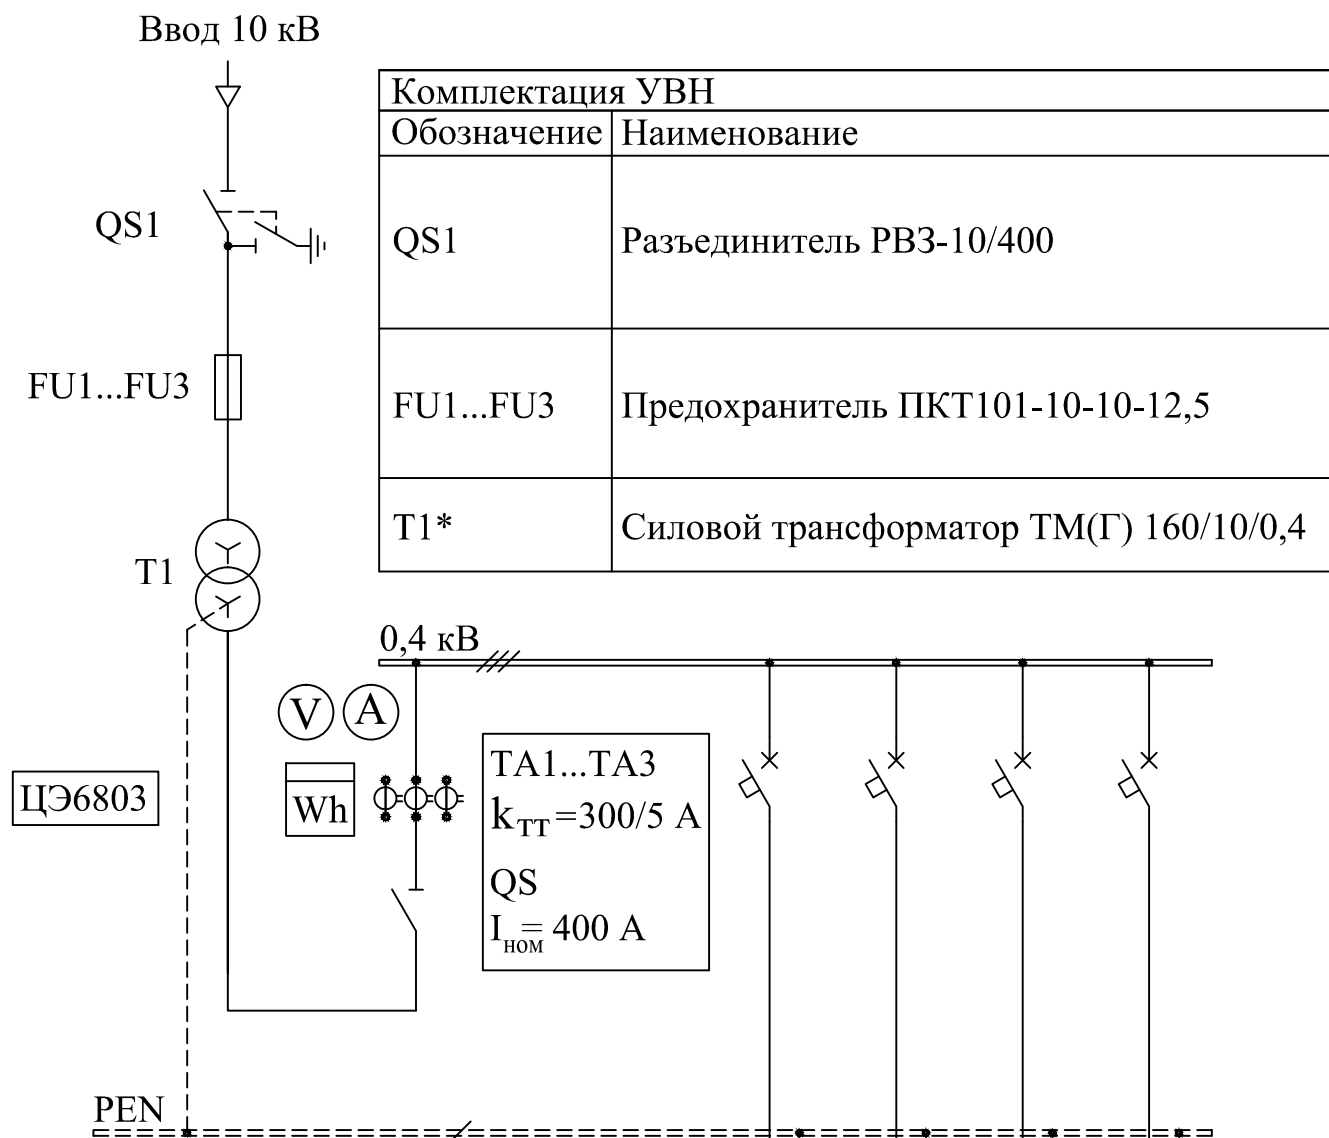 Ввод 10 кВ
Комплектация УВН
Обозначение Наименование
QS1
QS1 Разъединитель РВЗ-10/400
FU1...FU3
FU1...FU3 Предохранитель ПКТ101-10-10-12,5
T1* Силовой трансформатор ТМ(Г) 160/10/0,4
T1
0,4 кВ
V A
ЦЭ6803
Wh
TA1...TA3
kТТ=300/5 А
QS
Iном= 400 А
PEN